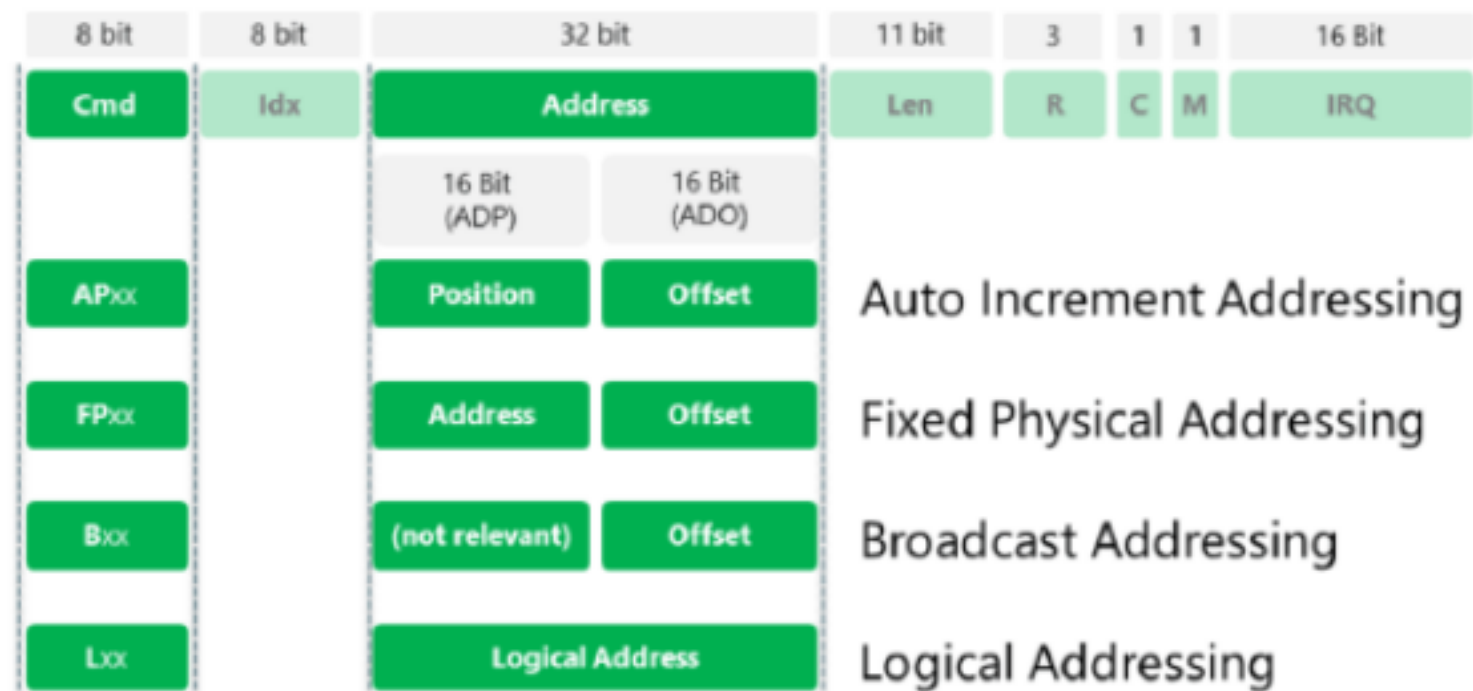 8 bit 8 bit 32 bit 11 bit 3 1 1 16 Bit
Cmd Idx Address Len R C M IRQ
16 Bit 16 Bit
(ADP) (ADO)
APxx Position Offset Auto Increment Addressing
FPxx Address Offset Fixed Physical Addressing
Bxx (not relevant) Offset Broadcast Addressing
Lxx Logical Address Logical Addressing